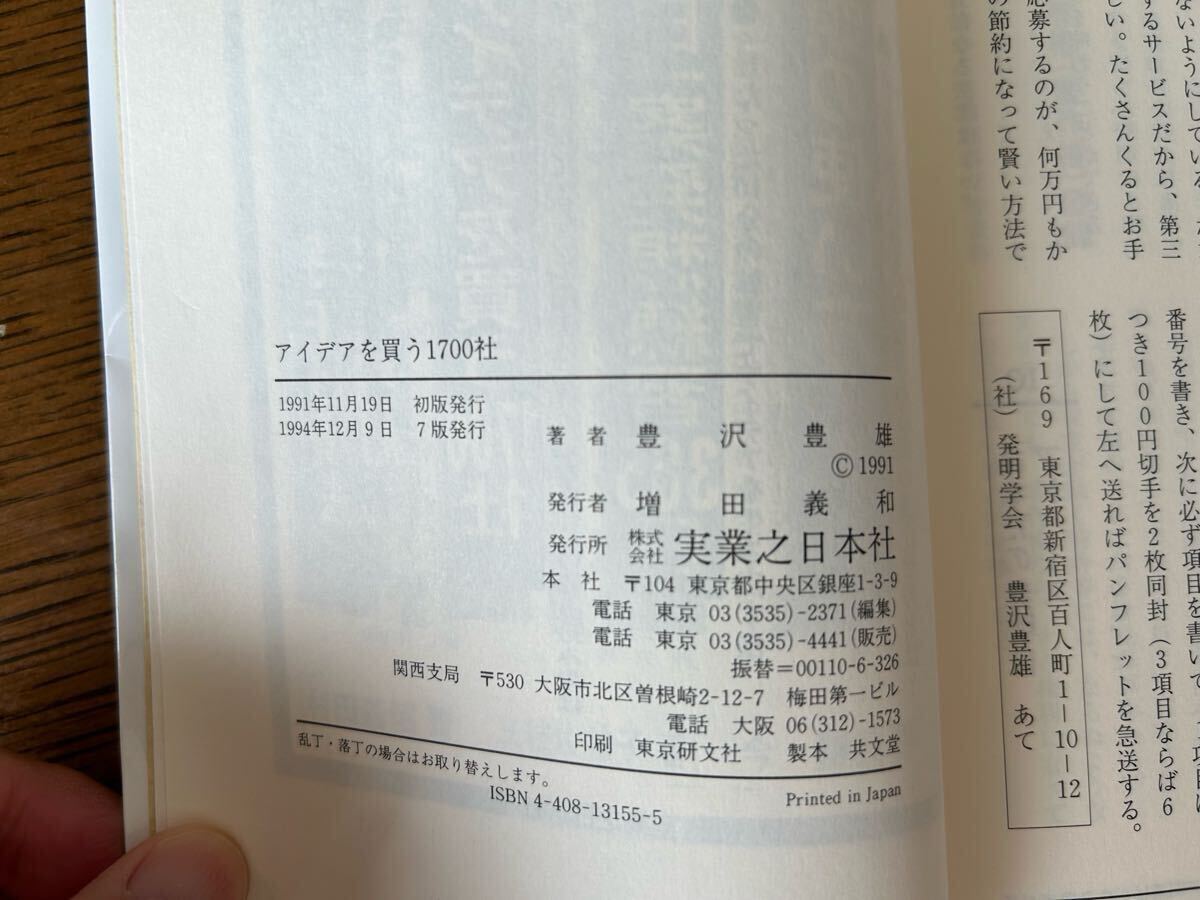 アイデアを買う1700社
1991年11月19日 初版発行
1994年12月9日 7版発行
著者 豊沢豊雄
Ⓒ1991
発行者 増田義和
発行所 株式会社 実業之日本社
本社 〒104 東京都中央区銀座1-3-9
電話 東京 03(3535)-2371(編集)
電話 東京 03(3535)-4441(販売)
振替=00110-6-326
関西支局 〒530 大阪市北区曽根崎2-12-7 梅田第一ビル
電話 大阪 06(312)-1573
印刷 東京研文社 製本 共文堂
乱丁・落丁の場合はお取り替えします。
ISBN 4-408-13155-5
Printed in Japan
ないようにしている。
するサービスだから、第三
しい。たくさんくるとお手
応募するのが、何万円もか
の節約になって賢い方法で
番号を書き、次に必ず項目を書いて、
つき100円切手を2枚同封(3項目ならば6
枚)にして左へ送ればパンフレットを急送する。
〒169 東京都新宿区百人町1-10-12
(社)発明学会 豊沢豊雄 あて